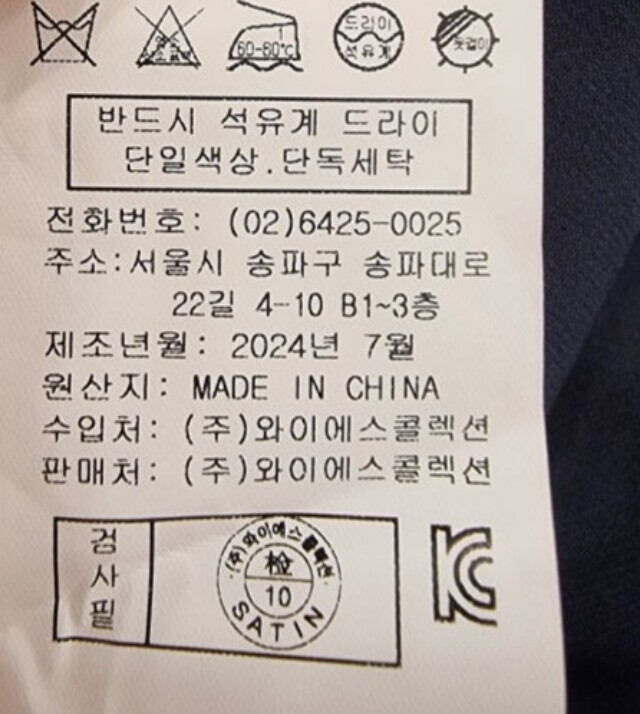 60-80℃
드라이
석유계
옷걸이
반드시 석유계 드라이
단일색상.단독세탁
전화번호: (02)6425-0025
주소:서울시 송파구 송파대로
22길 4-10 B1~3층
제조년월: 2024년 7월
원산지: MADE IN CHINA
수입처: (주)와이에스콜렉션
판매처: (주)와이에스콜렉션
검사필
·(주)와이에스콜렉션·
检
10
SATIN